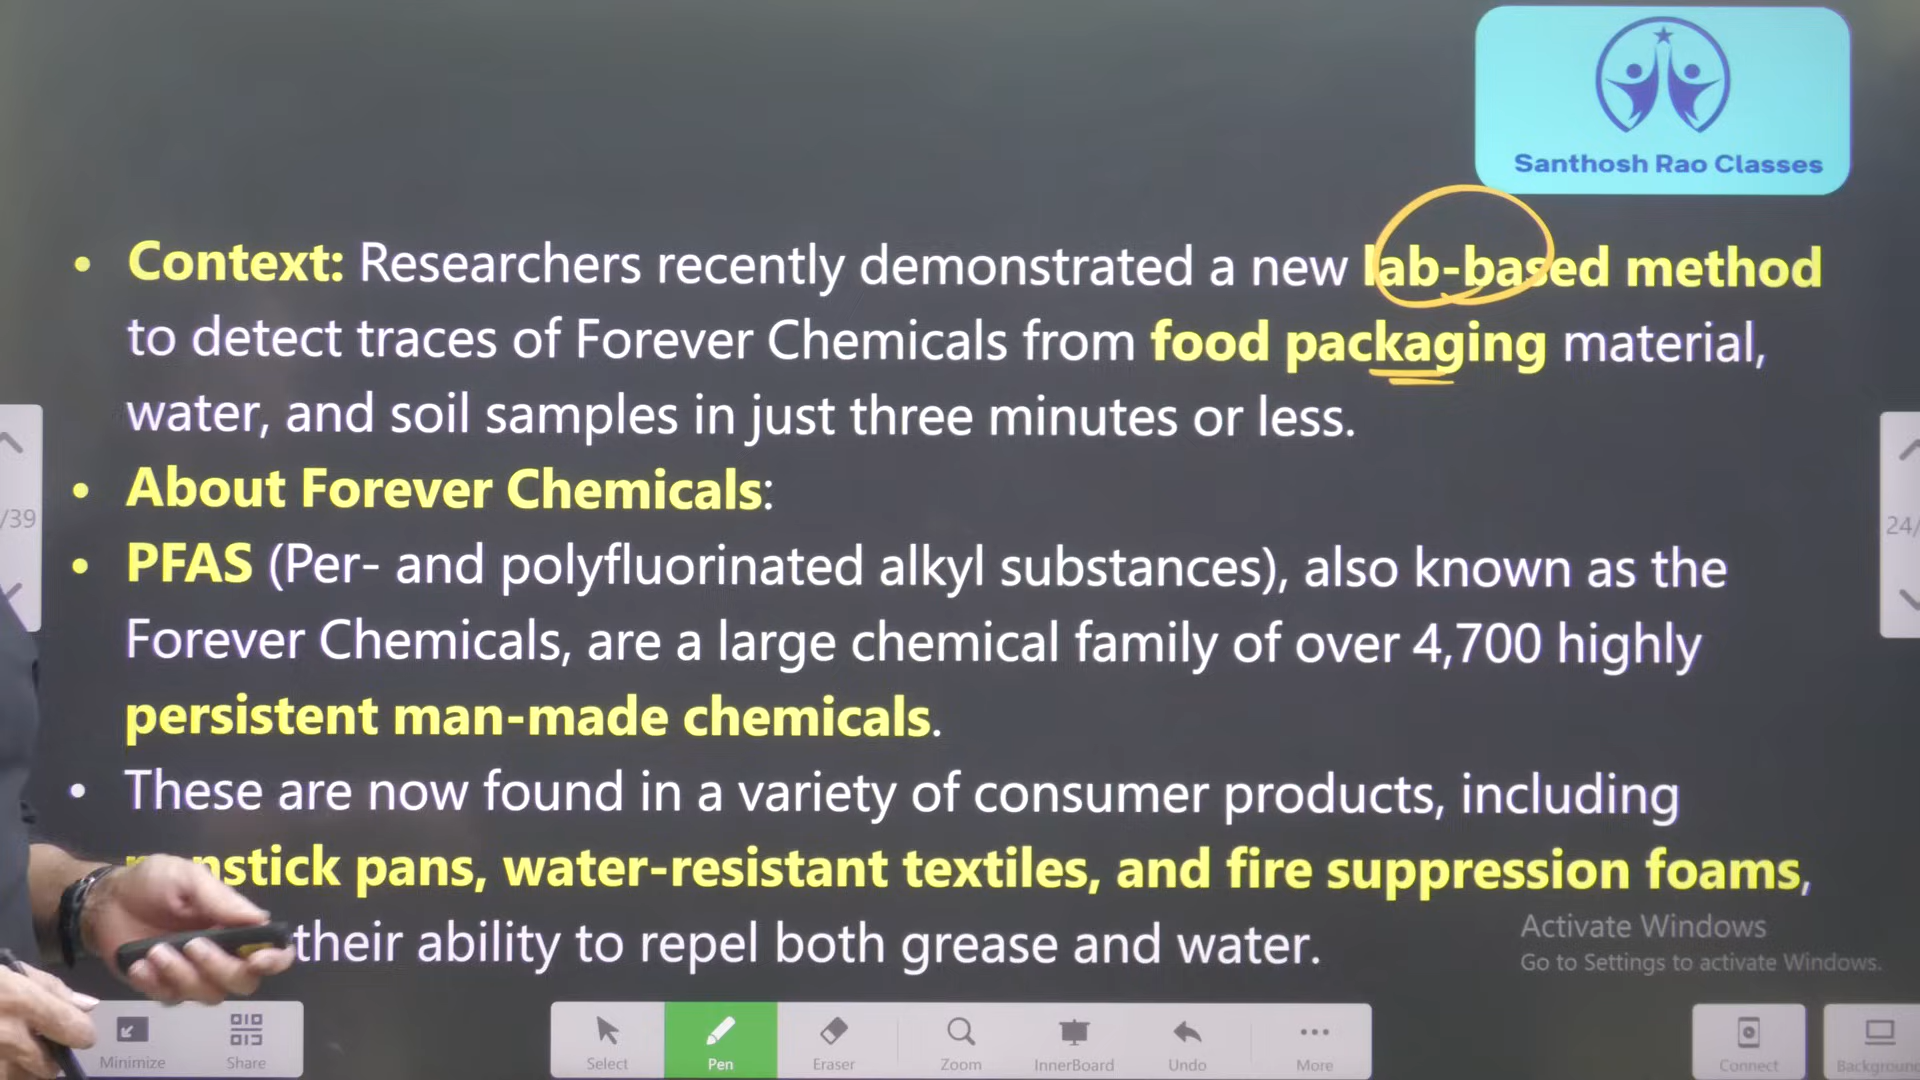 Santhosh Rao Classes
• Context: Researchers recently demonstrated a new lab-based method
to detect traces of Forever Chemicals from food packaging material,
water, and soil samples in just three minutes or less.
• About Forever Chemicals:
• PFAS (Per- and polyfluorinated alkyl substances), also known as the
Forever Chemicals, are a large chemical family of over 4,700 highly
persistent man-made chemicals.
• These are now found in a variety of consumer products, including
pans, water-resistant textiles, and fire suppression foams,
their ability to repel both grease and water.
/39
24/
Activate Windows
Go to Settings to activate Windows.
Minimize Share Select Pen Eraser Zoom InnerBoard Undo More Connect Background